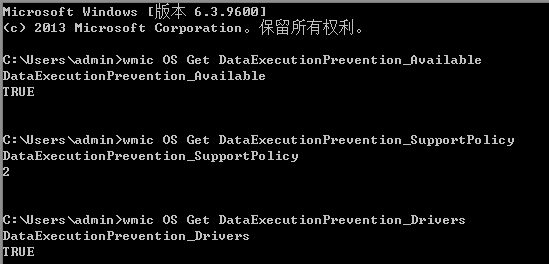 Microsoft Windows [版本 6.3.9600]
(c) 2013 Microsoft Corporation。保留所有权利。
C:\Users\admin>wmic OS Get DataExecutionPrevention_Available
DataExecutionPrevention_Available
TRUE
C:\Users\admin>wmic OS Get DataExecutionPrevention_SupportPolicy
DataExecutionPrevention_SupportPolicy
2
C:\Users\admin>wmic OS Get DataExecutionPrevention_Drivers
DataExecutionPrevention_Drivers
TRUE